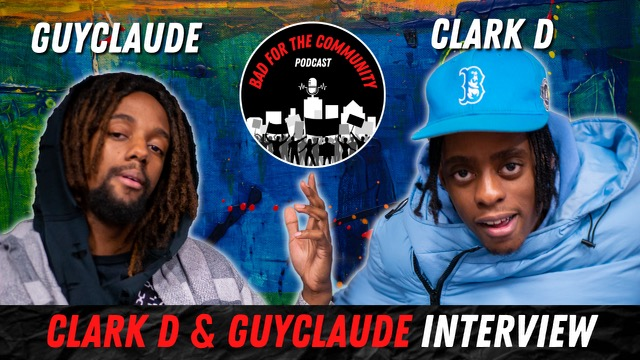 GUYCLAUDE
CLARK D
BAD FOR THE COMMUNITY
PODCAST
B
CLARK D & GUYCLAUDE INTERVIEW